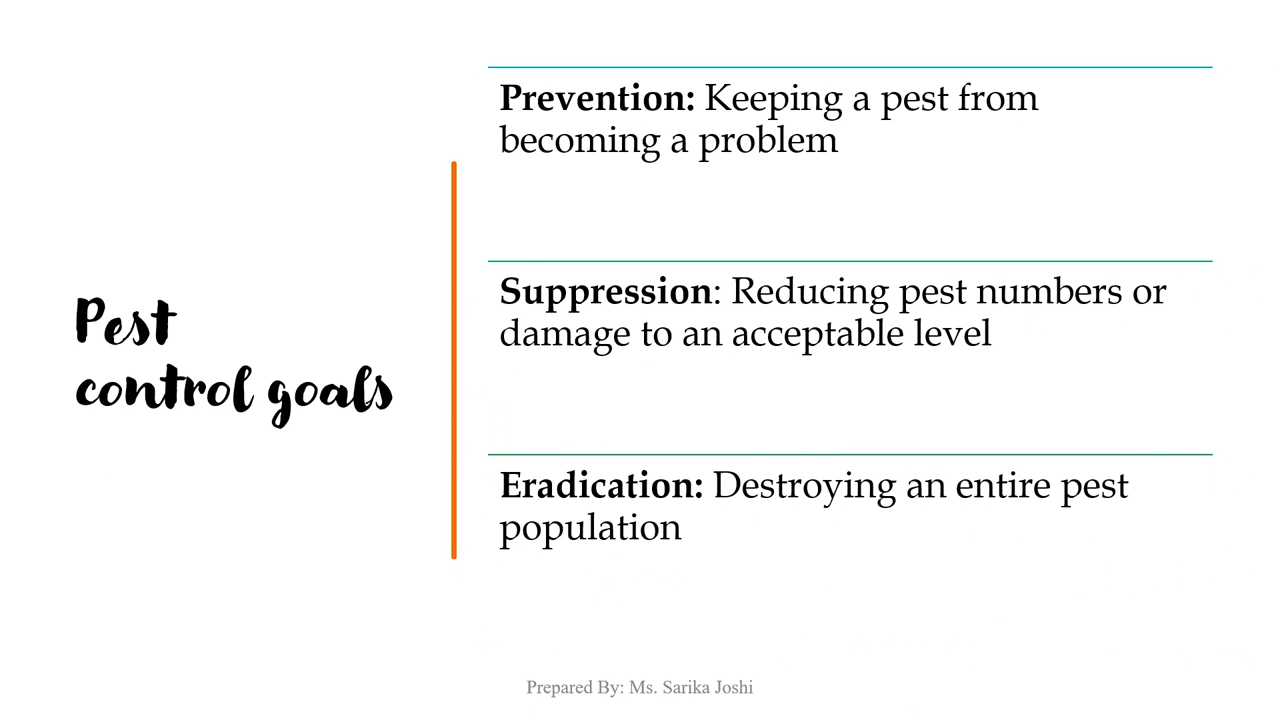 Pest
control goals
Prevention: Keeping a pest from
becoming a problem
Suppression: Reducing pest numbers or
damage to an acceptable level
Eradication: Destroying an entire pest
population
Prepared By: Ms. Sarika Joshi